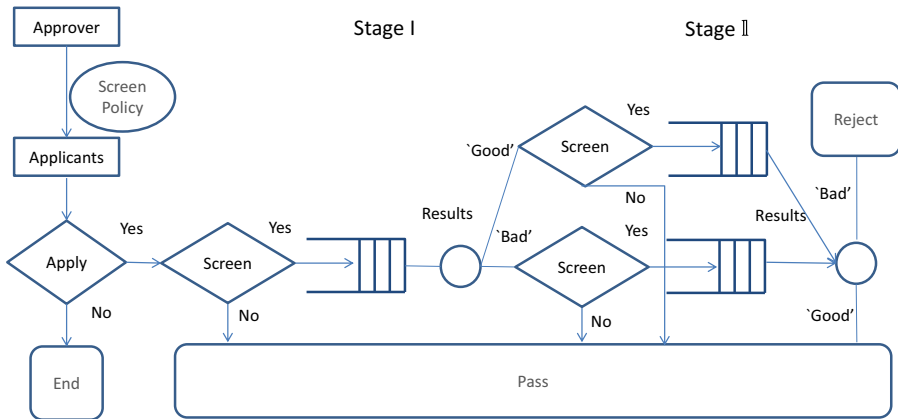 Approver
Stage I
Stage Ⅱ
Screen
Policy
Applicants
Yes
Reject
`Good'
Screen
No
`Bad'
Results
Results
Yes
Yes
`Bad'
Yes
Apply
Screen
Screen
No
No
No
`Good'
End
Pass